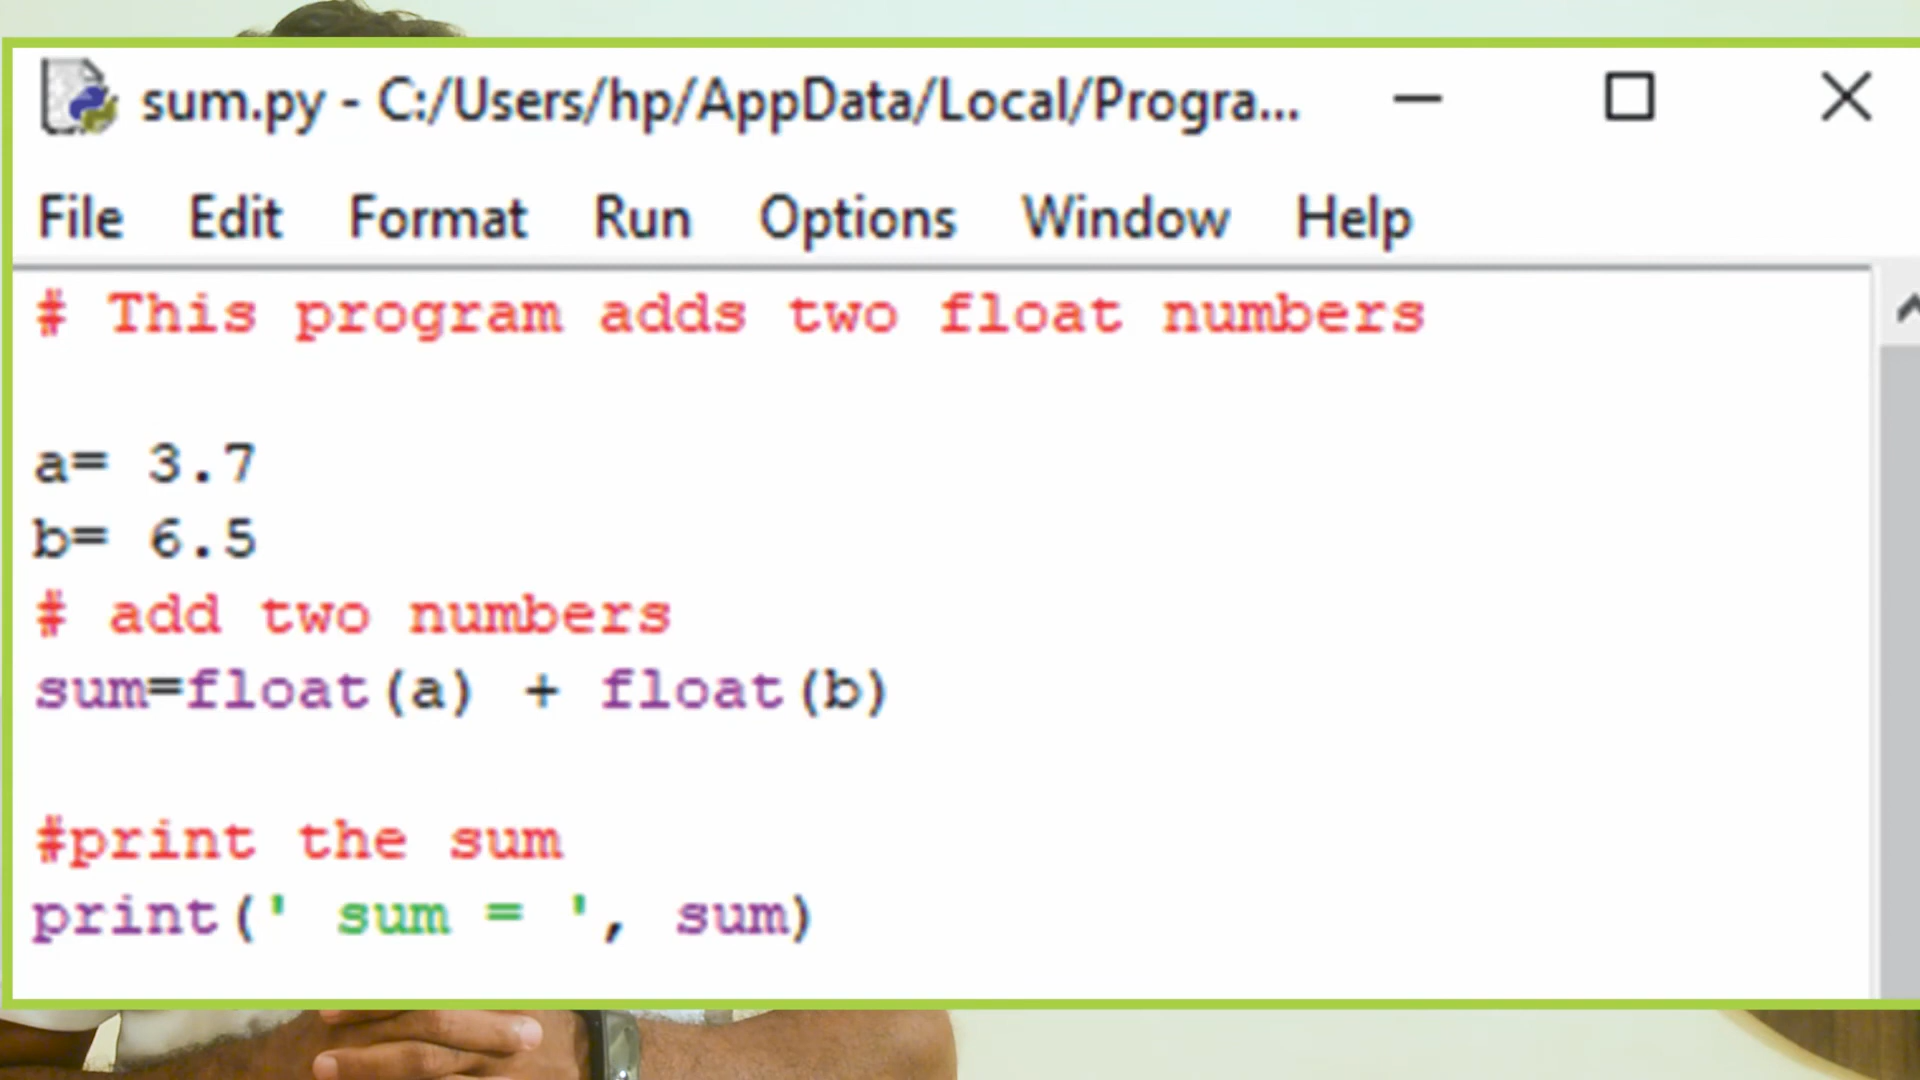 sum.py - C:/Users/hp/AppData/Local/Progra...
File Edit Format Run Options Window Help
# This program adds two float numbers
a= 3.7
b= 6.5
# add two numbers
sum=float(a) + float(b)
#print the sum
print(' sum = ', sum)